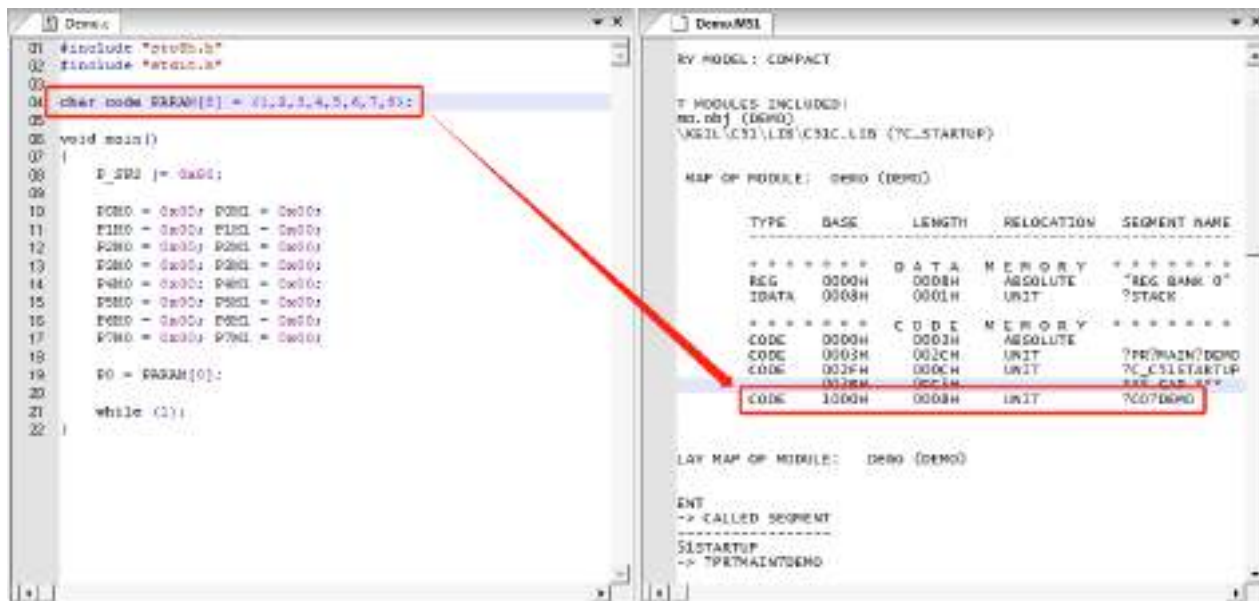 Demo.c
01 #include "stc8h.h"
02 #include "stdio.h"
03
04 char code PARAM[8] = {1,2,3,4,5,6,7,8};
05
06 void main()
07 {
08 P_SW2 |= 0x80;
09
10 P0M0 = 0x00; P0M1 = 0x00;
11 P1M0 = 0x00; P1M1 = 0x00;
12 P2M0 = 0x00; P2M1 = 0x00;
13 P3M0 = 0x00; P3M1 = 0x00;
14 P4M0 = 0x00; P4M1 = 0x00;
15 P5M0 = 0x00; P5M1 = 0x00;
16 P6M0 = 0x00; P6M1 = 0x00;
17 P7M0 = 0x00; P7M1 = 0x00;
18
19 P0 = PARAM[0];
20
21 while (1);
22 }
Demo.M51
RY MODEL: COMPACT
T MODULES INCLUDED:
mo.obj (DEMO)
\KEIL\C51\LIB\C51C.LIB (?C_STARTUP)
MAP OF MODULE: Demo (DEMO)
TYPE BASE LENGTH RELOCATION SEGMENT NAME
* * * * * * * D A T A M E M O R Y * * * * * * *
REG 0000H 0008H ABSOLUTE "REG BANK 0"
IDATA 0008H 0001H UNIT ?STACK
* * * * * * * C O D E M E M O R Y * * * * * * *
CODE 0000H 0003H ABSOLUTE
CODE 0003H 002CH UNIT ?PR?MAIN?DEMO
CODE 002FH 000CH UNIT ?C_C51STARTUP
003BH 0FC5H *** GAP ***
CODE 1000H 0008H UNIT ?CO?DEMO
LAY MAP OF MODULE: Demo (DEMO)
ENT
-> CALLED SEGMENT
51STARTUP
-> ?PR?MAIN?DEMO